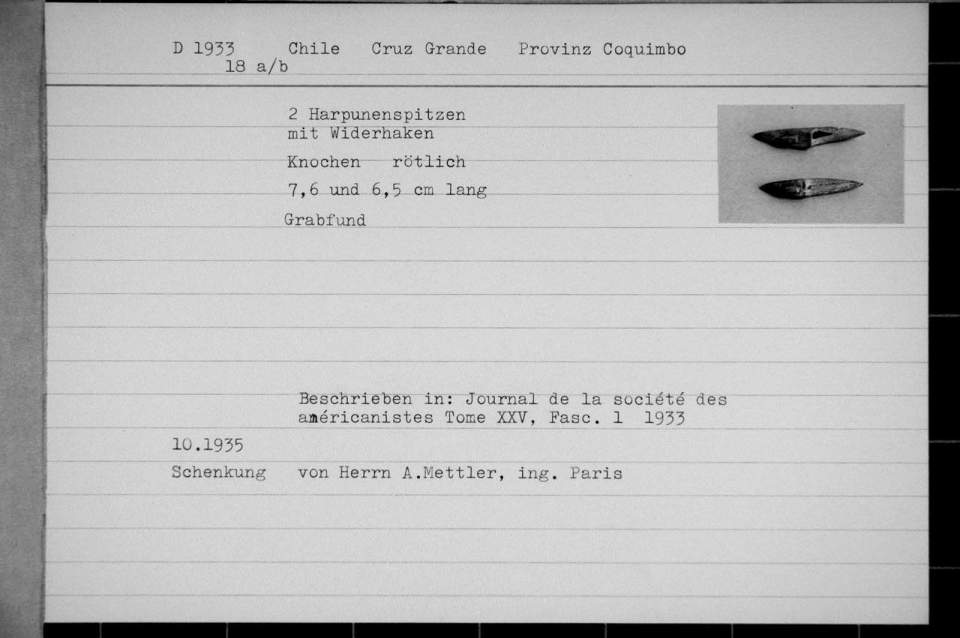 D 1933 Chile Cruz Grande Provinz Coquimbo
18 a/b
2 Harpunenspitzen
mit Widerhaken
Knochen rötlich
7,6 und 6,5 cm lang
Grabfund
Beschrieben in: Journal de la société des
américanistes Tome XXV, Fasc. 1 1933
10.1935
Schenkung von Herrn A.Mettler, ing. Paris